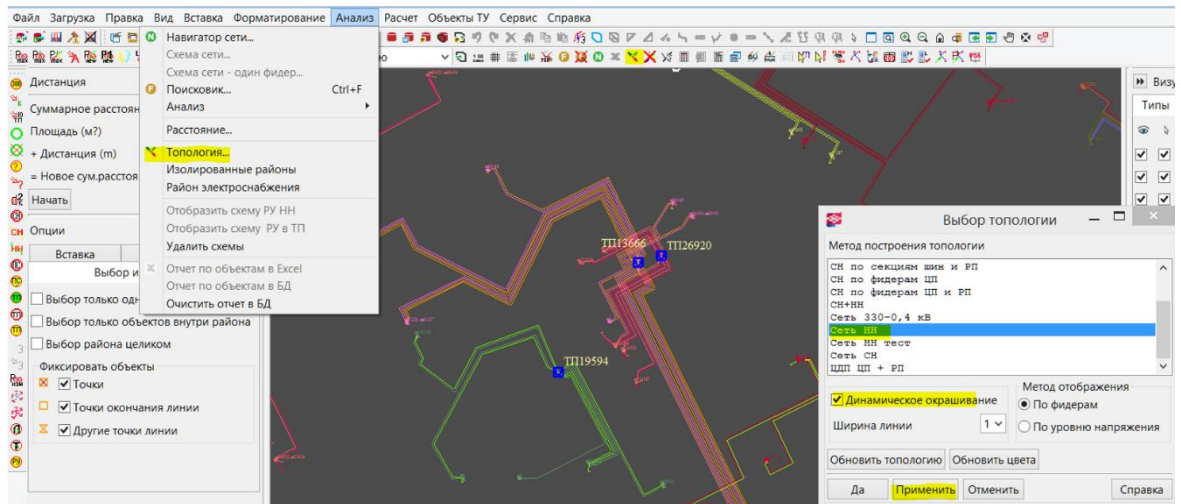 Файл Загрузка Правка Вид Вставка Форматирование Анализ Расчет Объекты ТУ Сервис Справка
Навигатор сети...
Схема сети...
Схема сети - один фидер...
Поисковик... Ctrl+F
Анализ
Расстояние...
Топология...
Изолированные районы
Район электроснабжения
Отобразить схему РУ НН
Отобразить схему РУ в ТП
Удалить схемы
Отчет по объектам в Excel
Отчет по объектам в БД
Очистить отчет в БД
Дистанция
Суммарное расстоян
Площадь (м?)
+ Дистанция (m)
= Новое сум.расстоя
Начать
Опции
Вставка
Выбор и
Выбор только одн
Выбор только объектов внутри района
Выбор района целиком
Фиксировать объекты
Точки
Точки окончания линии
Другие точки линии
ТП13666
ТП26920
ТП19594
Визу
Типы
Выбор топологии
Метод построения топологии
СН по секциям шин и РП
СН по фидерам ЦП
СН по фидерам ЦП и РП
СН+НН
Сеть 330-0,4 кВ
Сеть НН
Сеть НН тест
Сеть СН
ЦДП ЦП + РП
Динамическое окрашивание
Ширина линии 1
Метод отображения
По фидерам
По уровню напряжения
Обновить топологию Обновить цвета
Да Применить Отменить Справка